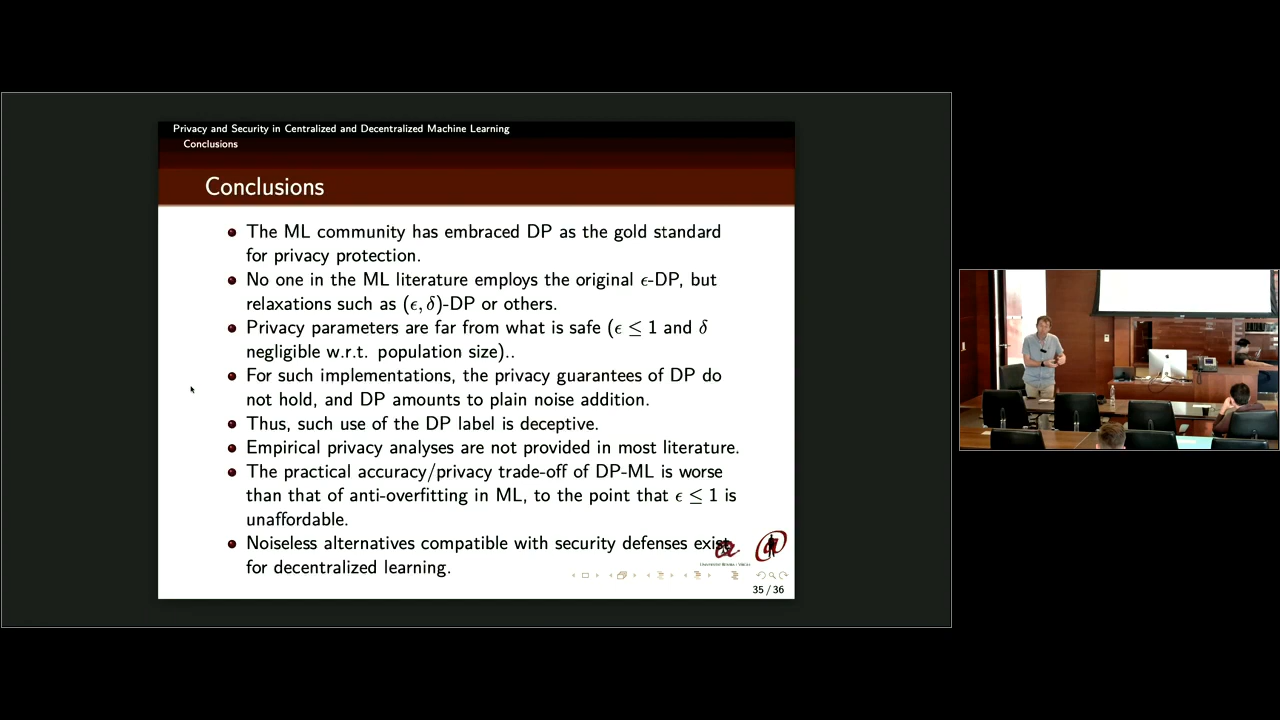 Privacy and Security in Centralized and Decentralized Machine Learning
Conclusions
Conclusions
The ML community has embraced DP as the gold standard
for privacy protection.
No one in the ML literature employs the original ϵ-DP, but
relaxations such as (ϵ, δ)-DP or others.
Privacy parameters are far from what is safe (ϵ ≤ 1 and δ
negligible w.r.t. population size)..
For such implementations, the privacy guarantees of DP do
not hold, and DP amounts to plain noise addition.
Thus, such use of the DP label is deceptive.
Empirical privacy analyses are not provided in most literature.
The practical accuracy/privacy trade-off of DP-ML is worse
than that of anti-overfitting in ML, to the point that ϵ ≤ 1 is
unaffordable.
Noiseless alternatives compatible with security defenses exist
for decentralized learning.
35 / 36